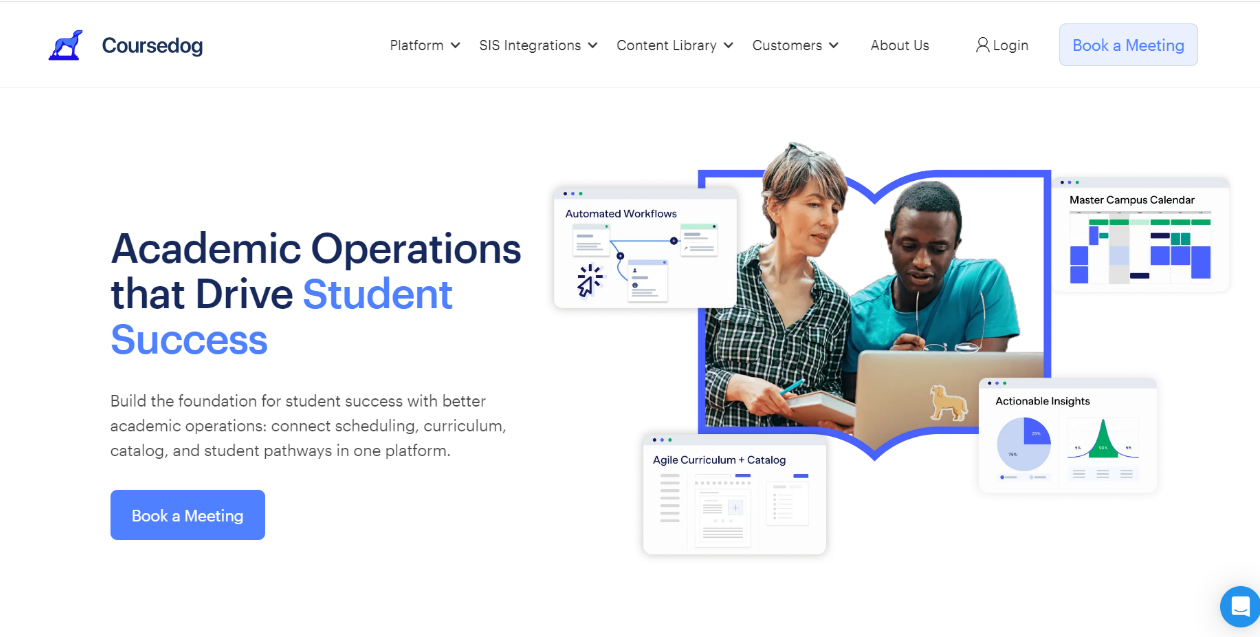 Coursedog
Platform
SIS Integrations
Content Library
Customers
About Us
Login
Book a Meeting
Academic Operations
that Drive Student
Success
Build the foundation for student success with better
academic operations: connect scheduling, curriculum,
catalog, and student pathways in one platform.
Book a Meeting
Automated Workflows
Master Campus Calendar
Actionable Insights
25%
75%
Agile Curriculum + Catalog